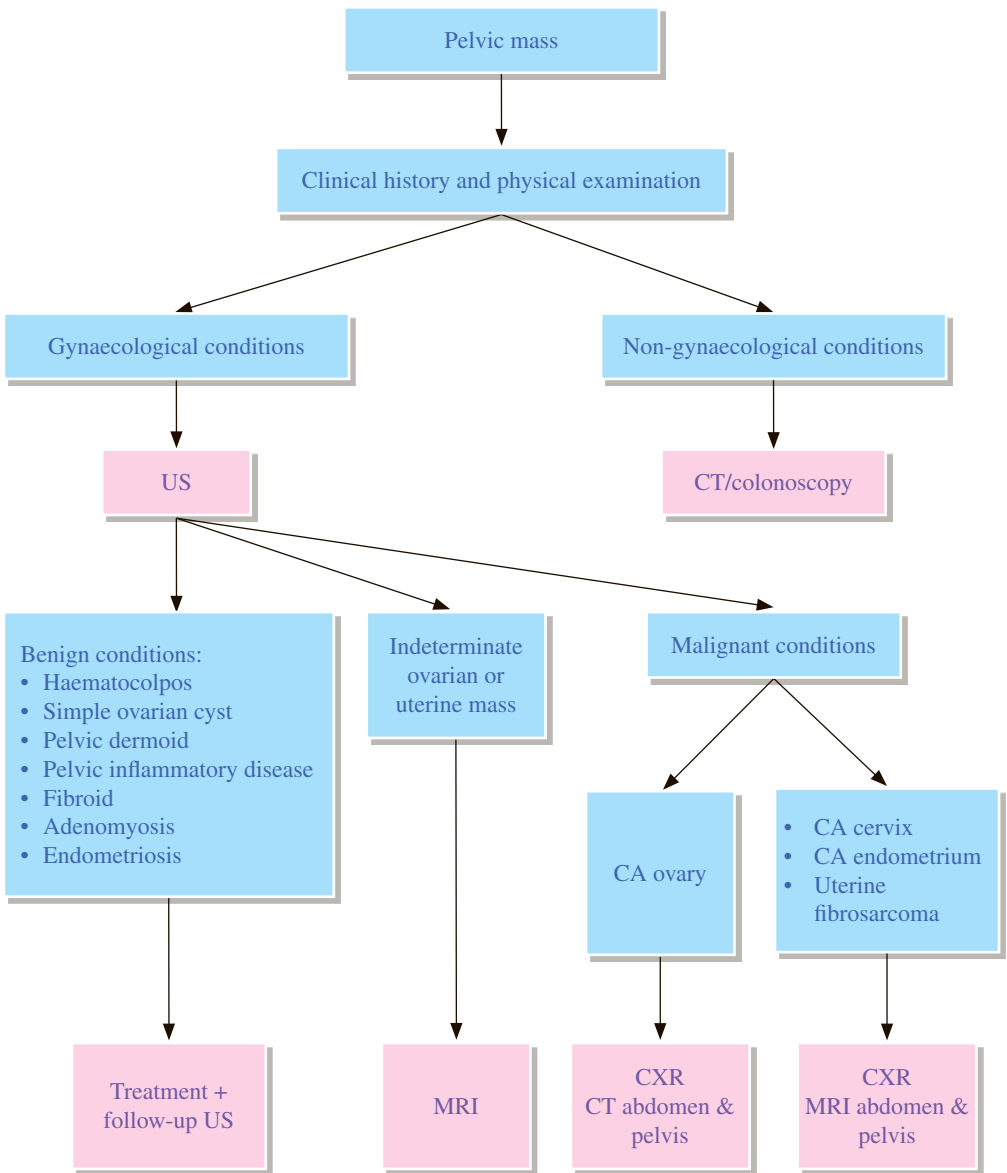 Pelvic mass
Clinical history and physical examination
Gynaecological conditions
Non-gynaecological conditions
US
CT/colonoscopy
Benign conditions:
• Haematocolpos
• Simple ovarian cyst
• Pelvic dermoid
• Pelvic inflammatory disease
• Fibroid
• Adenomyosis
• Endometriosis
Indeterminate
ovarian or
uterine mass
Malignant conditions
CA ovary
• CA cervix
• CA endometrium
• Uterine
fibrosarcoma
Treatment +
follow-up US
MRI
CXR
CT abdomen &
pelvis
CXR
MRI abdomen &
pelvis